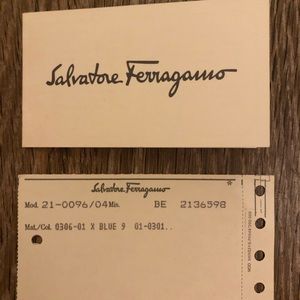 Salvatore Ferragamo
Salvatore Ferragamo *
Mod. 21-0096/04 Mis. BE 2136598
Mat./Col. 0306-01 X BLUE 9 01-0301..